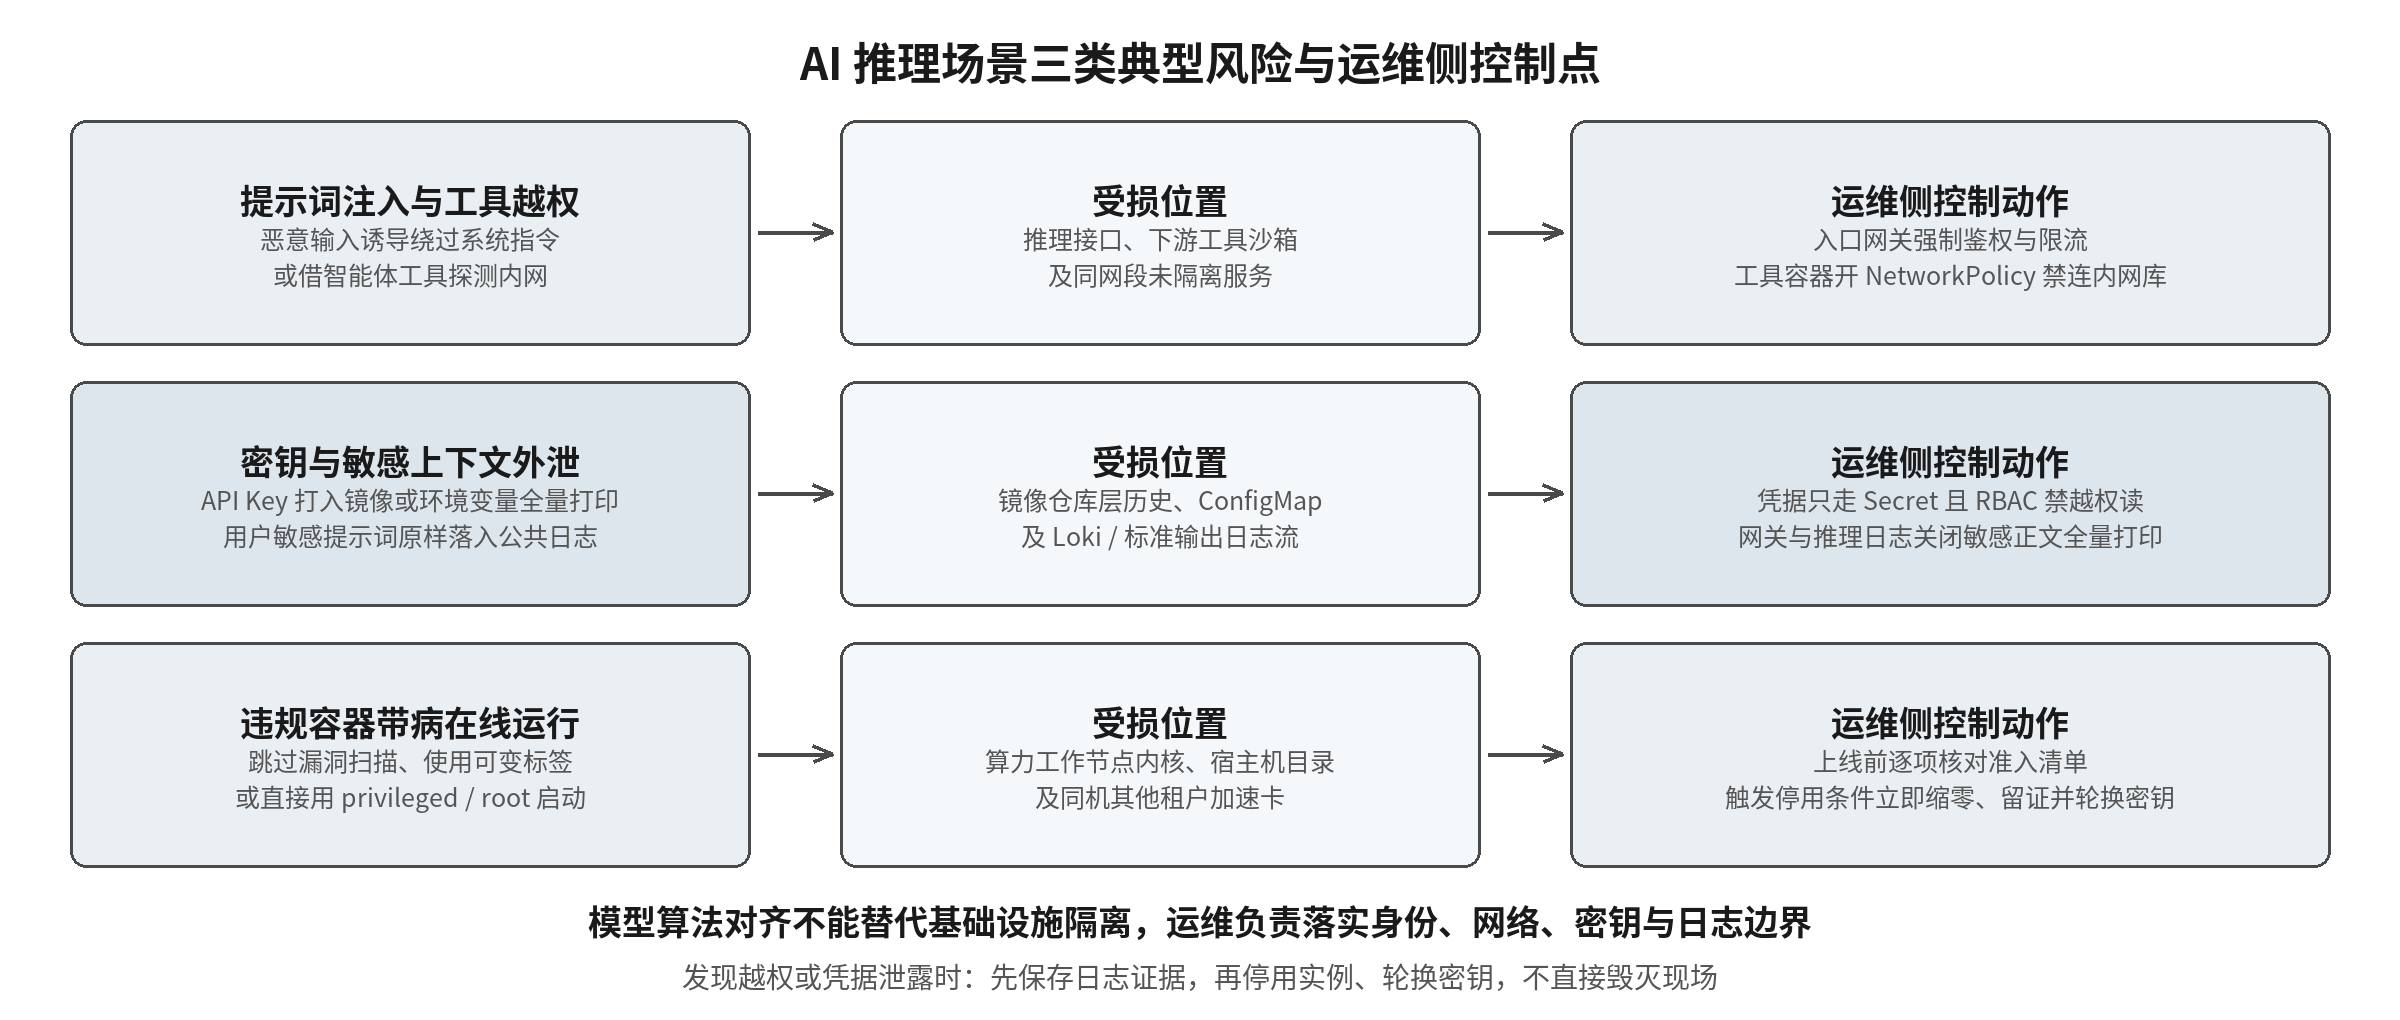 AI 推理场景三类典型风险与运维侧控制点
提示词注入与工具越权
恶意输入诱导绕过系统指令
或借智能体工具探测内网
受损位置
推理接口、下游工具沙箱
及同网段未隔离服务
运维侧控制动作
入口网关强制鉴权与限流
工具容器开 NetworkPolicy 禁连内网库
密钥与敏感上下文外泄
API Key 打入镜像或环境变量全量打印
用户敏感提示词原样落入公共日志
受损位置
镜像仓库层历史、ConfigMap
及 Loki / 标准输出日志流
运维侧控制动作
凭据只走 Secret 且 RBAC 禁越权读
网关与推理日志关闭敏感正文全量打印
违规容器带病在线运行
跳过漏洞扫描、使用可变标签
或直接用 privileged / root 启动
受损位置
算力工作节点内核、宿主机目录
及同机其他租户加速卡
运维侧控制动作
上线前逐项核对准入清单
触发停用条件立即缩零、留证并轮换密钥
模型算法对齐不能替代基础设施隔离，运维负责落实身份、网络、密钥与日志边界
发现越权或凭据泄露时：先保存日志证据，再停用实例、轮换密钥，不直接毁灭现场